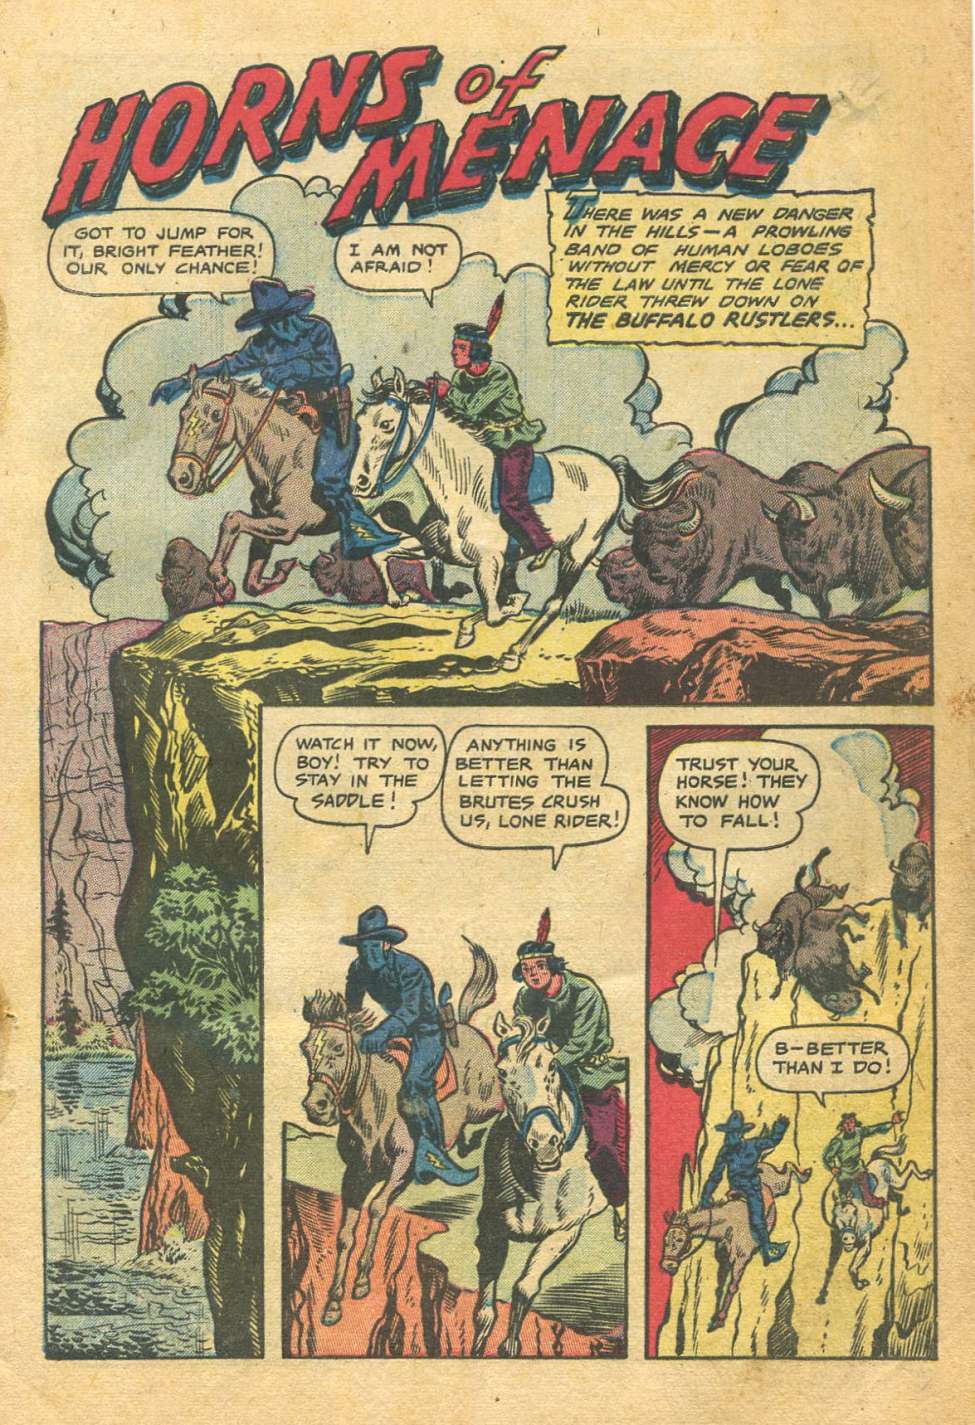 HORNS of
MENACE
GOT TO JUMP FOR
IT, BRIGHT FEATHER!
OUR ONLY CHANCE!
I AM NOT
AFRAID!
THERE WAS A NEW DANGER
IN THE HILLS—A PROWLING
BAND OF HUMAN LOBOES
WITHOUT MERCY OR FEAR OF
THE LAW UNTIL THE LONE
RIDER THREW DOWN ON
THE BUFFALO RUSTLERS...
WATCH IT NOW,
BOY! TRY TO
STAY IN THE
SADDLE!
ANYTHING IS
BETTER THAN
LETTING THE
BRUTES CRUSH
US, LONE RIDER!
TRUST YOUR
HORSE! THEY
KNOW HOW
TO FALL!
B-BETTER
THAN I DO!